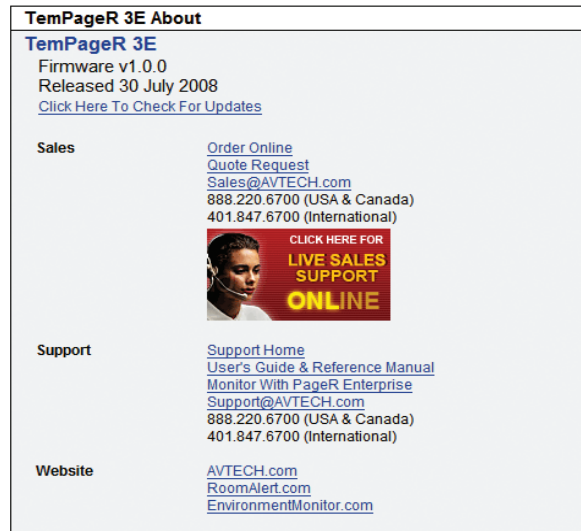 TemPageR 3E About
TemPageR 3E
Firmware v1.0.0
Released 30 July 2008
Click Here To Check For Updates
Sales
Order Online
Quote Request
Sales@AVTECH.com
888.220.6700 (USA & Canada)
401.847.6700 (International)
CLICK HERE FOR
LIVE SALES
SUPPORT
ONLINE
Support
Support Home
User's Guide & Reference Manual
Monitor With PageR Enterprise
Support@AVTECH.com
888.220.6700 (USA & Canada)
401.847.6700 (International)
Website
AVTECH.com
RoomAlert.com
EnvironmentMonitor.com